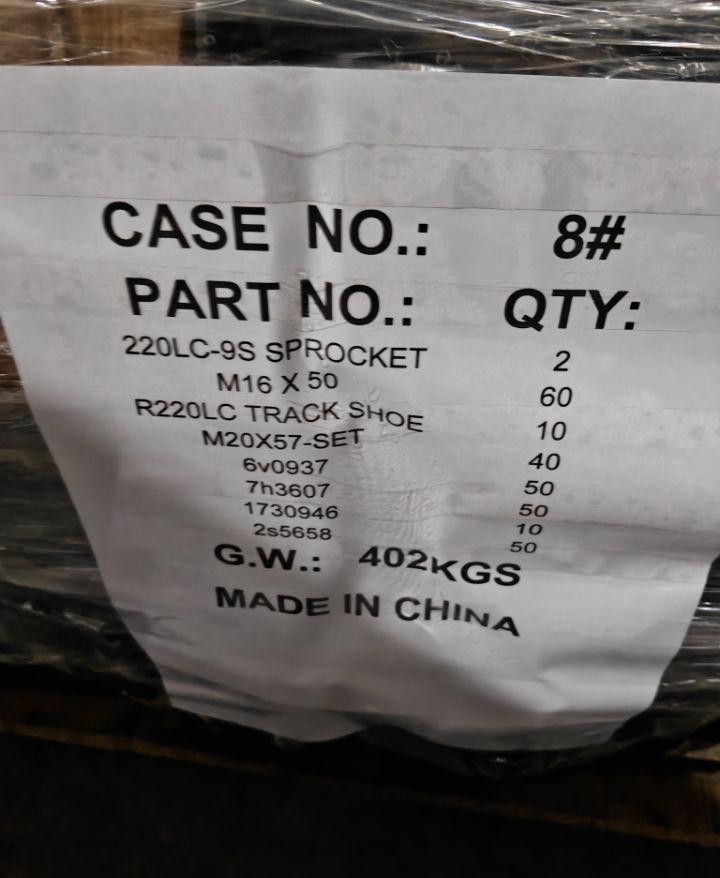 CASE NO.: 8#
PART NO.: QTY:
220LC-9S SPROCKET 2
M16 X 50 60
R220LC TRACK SHOE 10
M20X57-SET 40
6v0937 50
7h3607 50
1730946 10
2s5658 50
G.W.: 402KGS
MADE IN CHINA